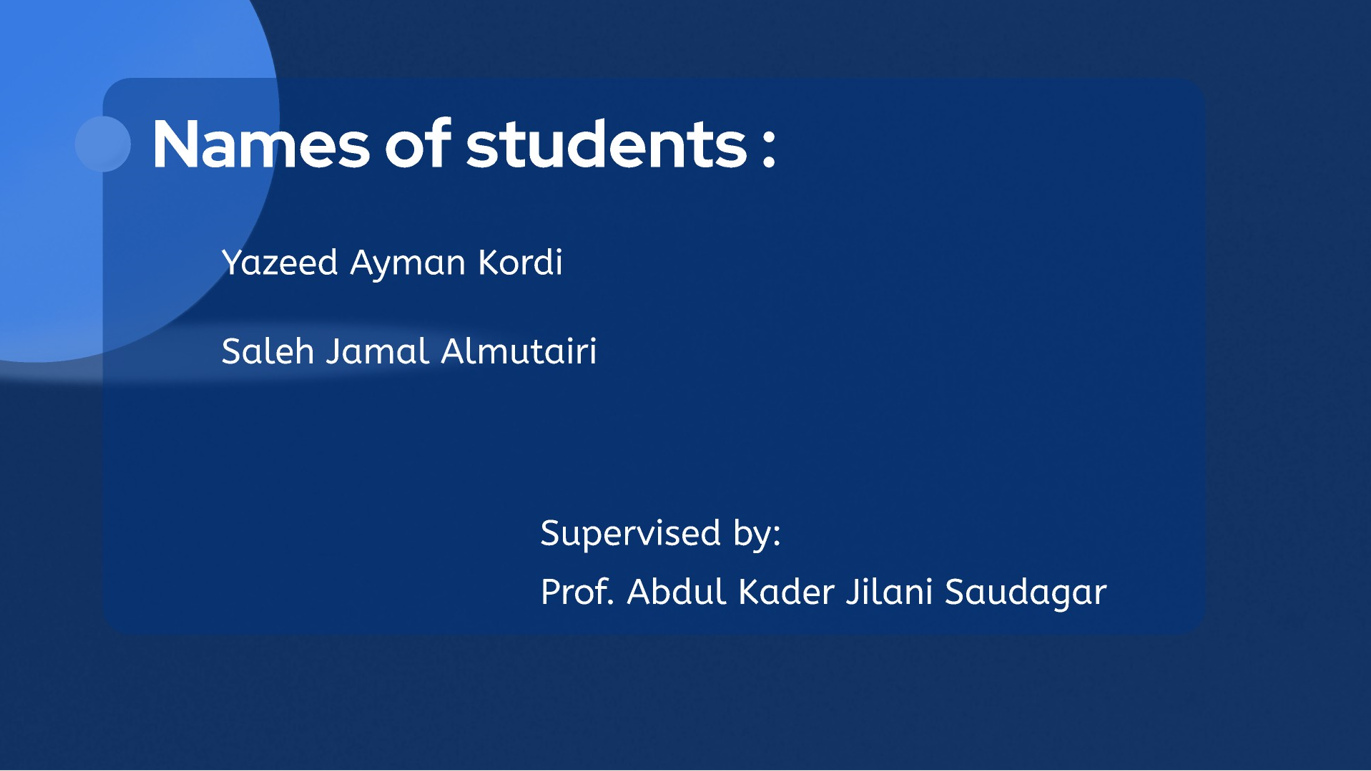 Names of students :
Yazeed Ayman Kordi
Saleh Jamal Almutairi
Supervised by:
Prof. Abdul Kader Jilani Saudagar